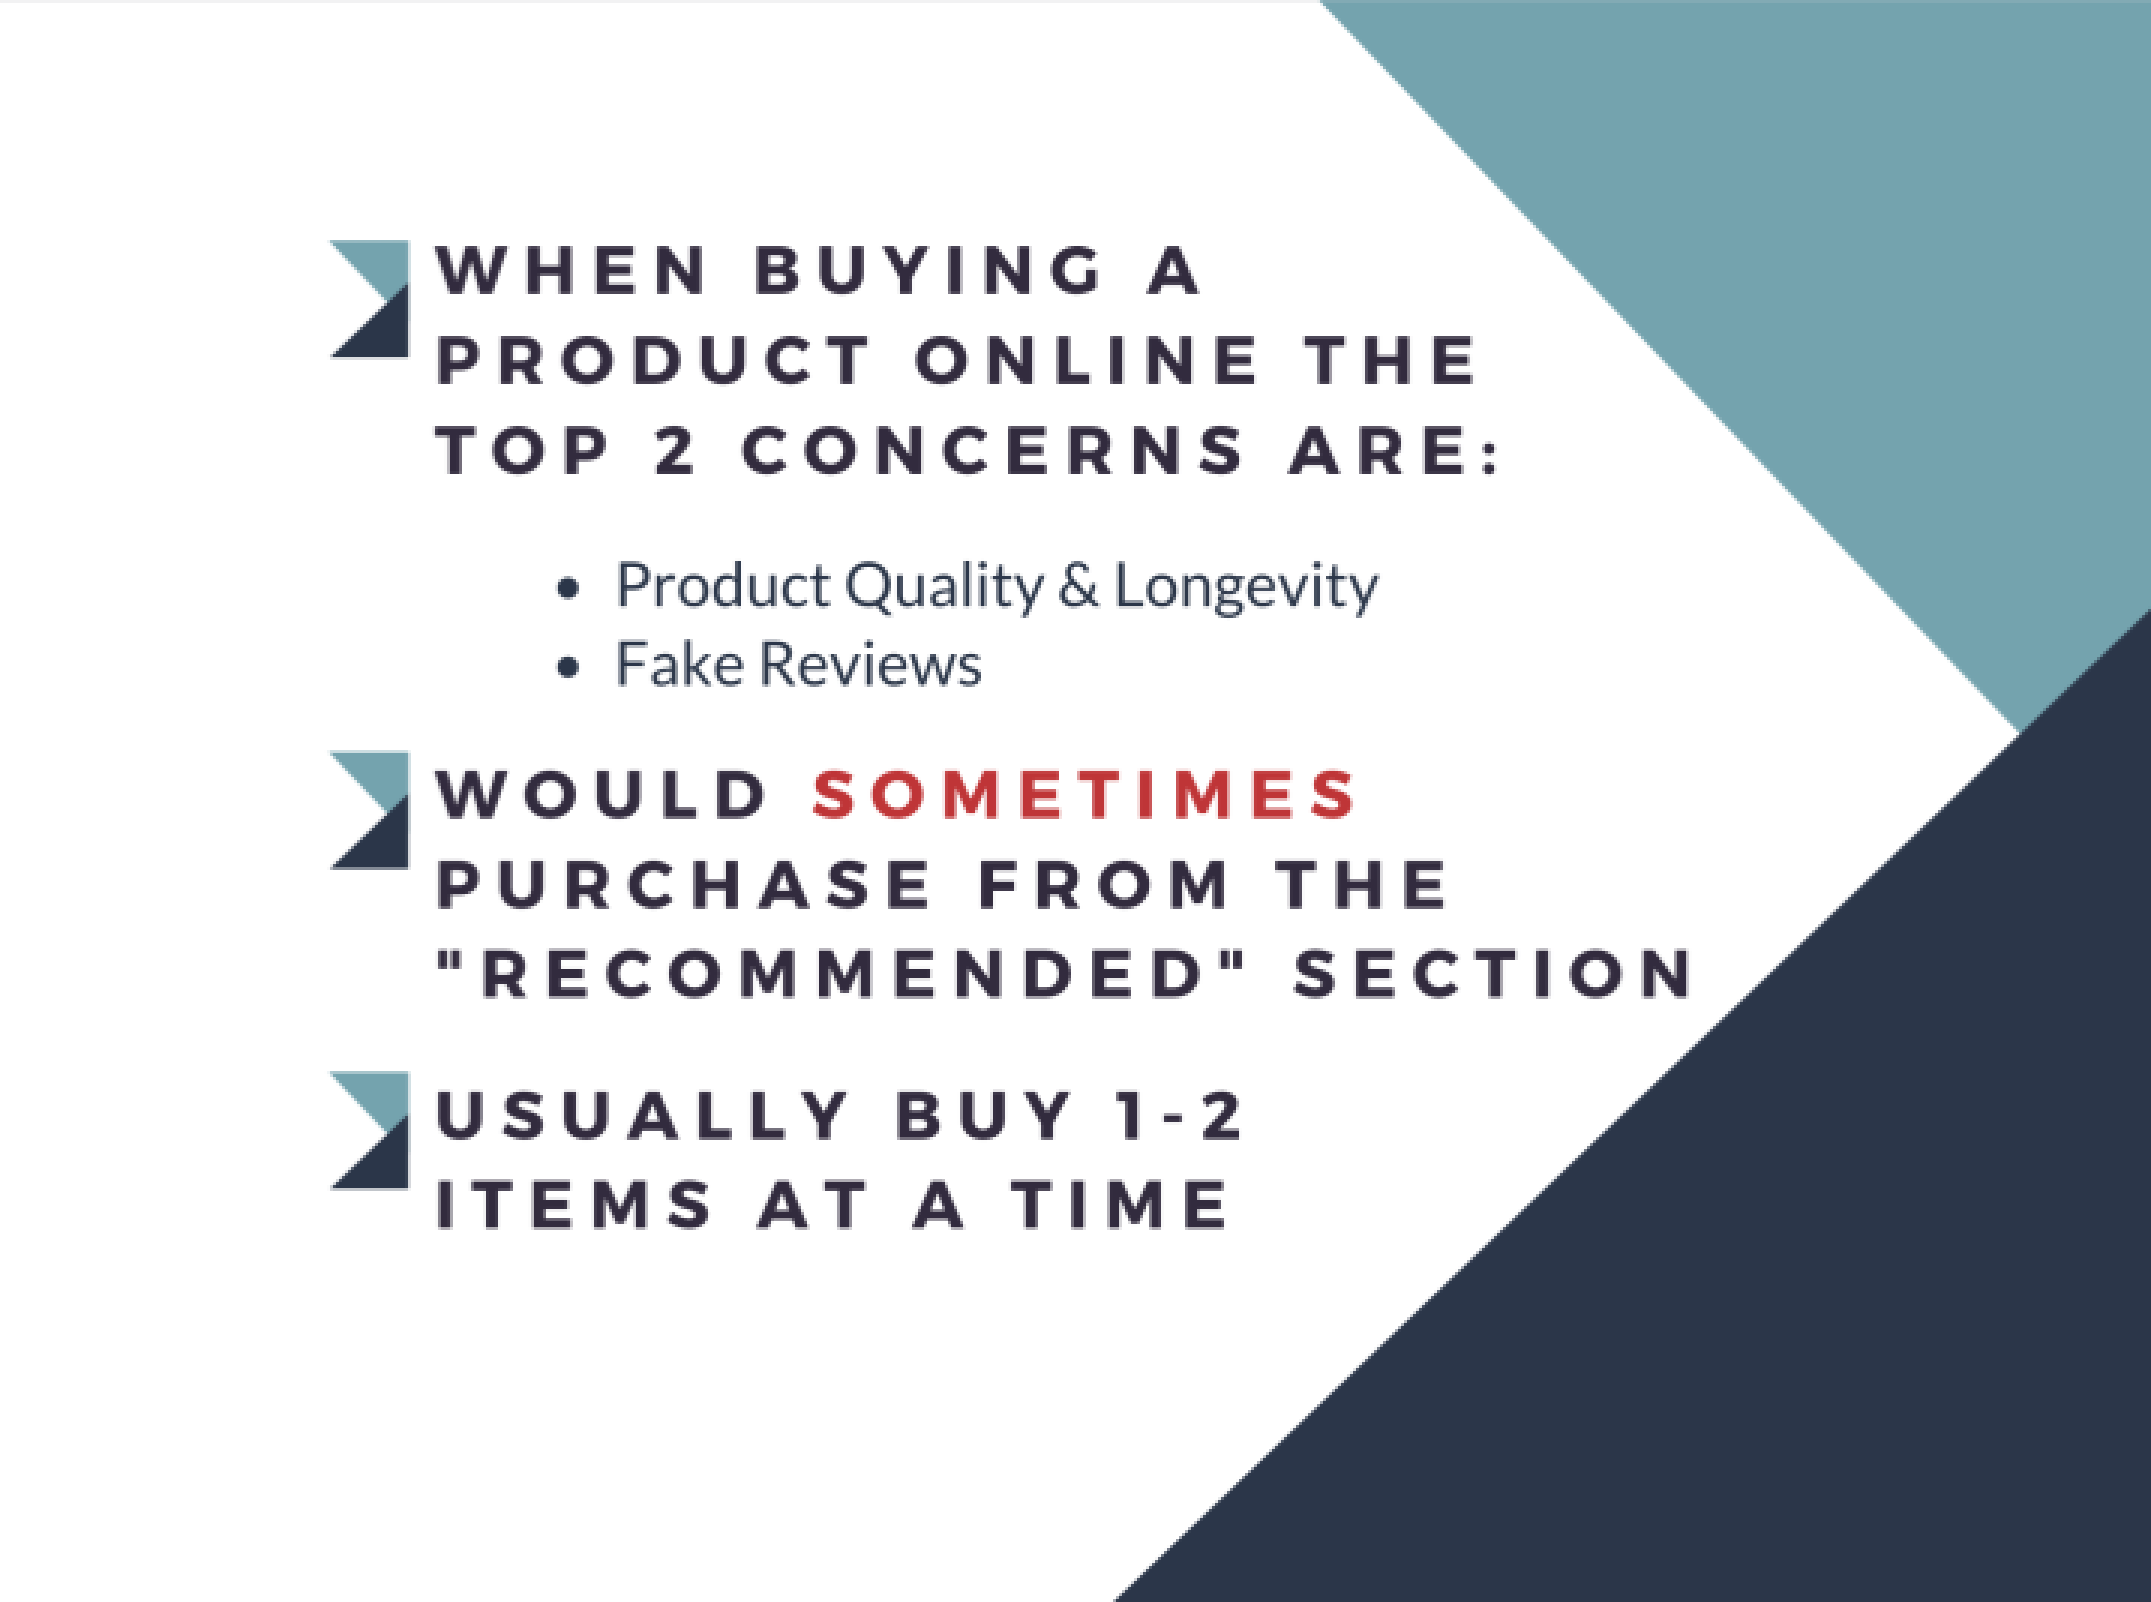 WHEN BUYING A
PRODUCT ONLINE THE
TOP 2 CONCERNS ARE:
• Product Quality & Longevity
• Fake Reviews
WOULD SOMETIMES
PURCHASE FROM THE
"RECOMMENDED" SECTION
USUALLY BUY 1-2
ITEMS AT A TIME